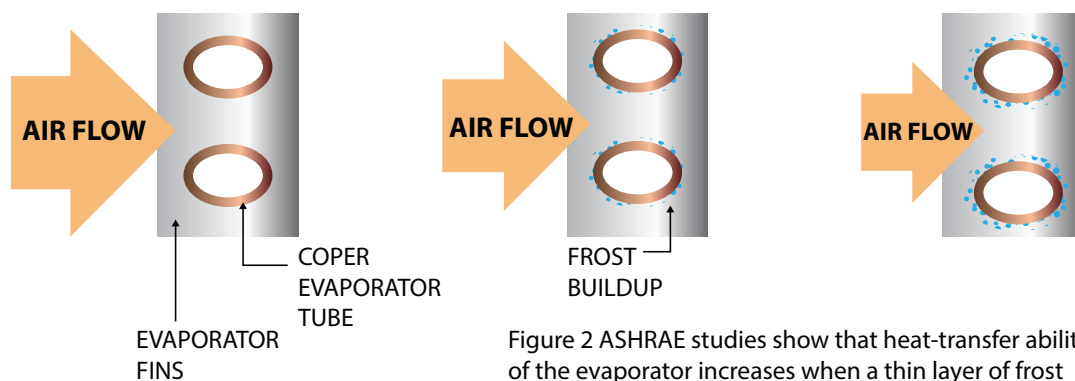 AIR FLOW
AIR FLOW
AIR FLOW
COPER
EVAPORATOR
TUBE
EVAPORATOR
FINS
FROST
BUILDUP
Figure 2 ASHRAE studies show that heat-transfer abilit
of the evaporator increases when a thin layer of frost